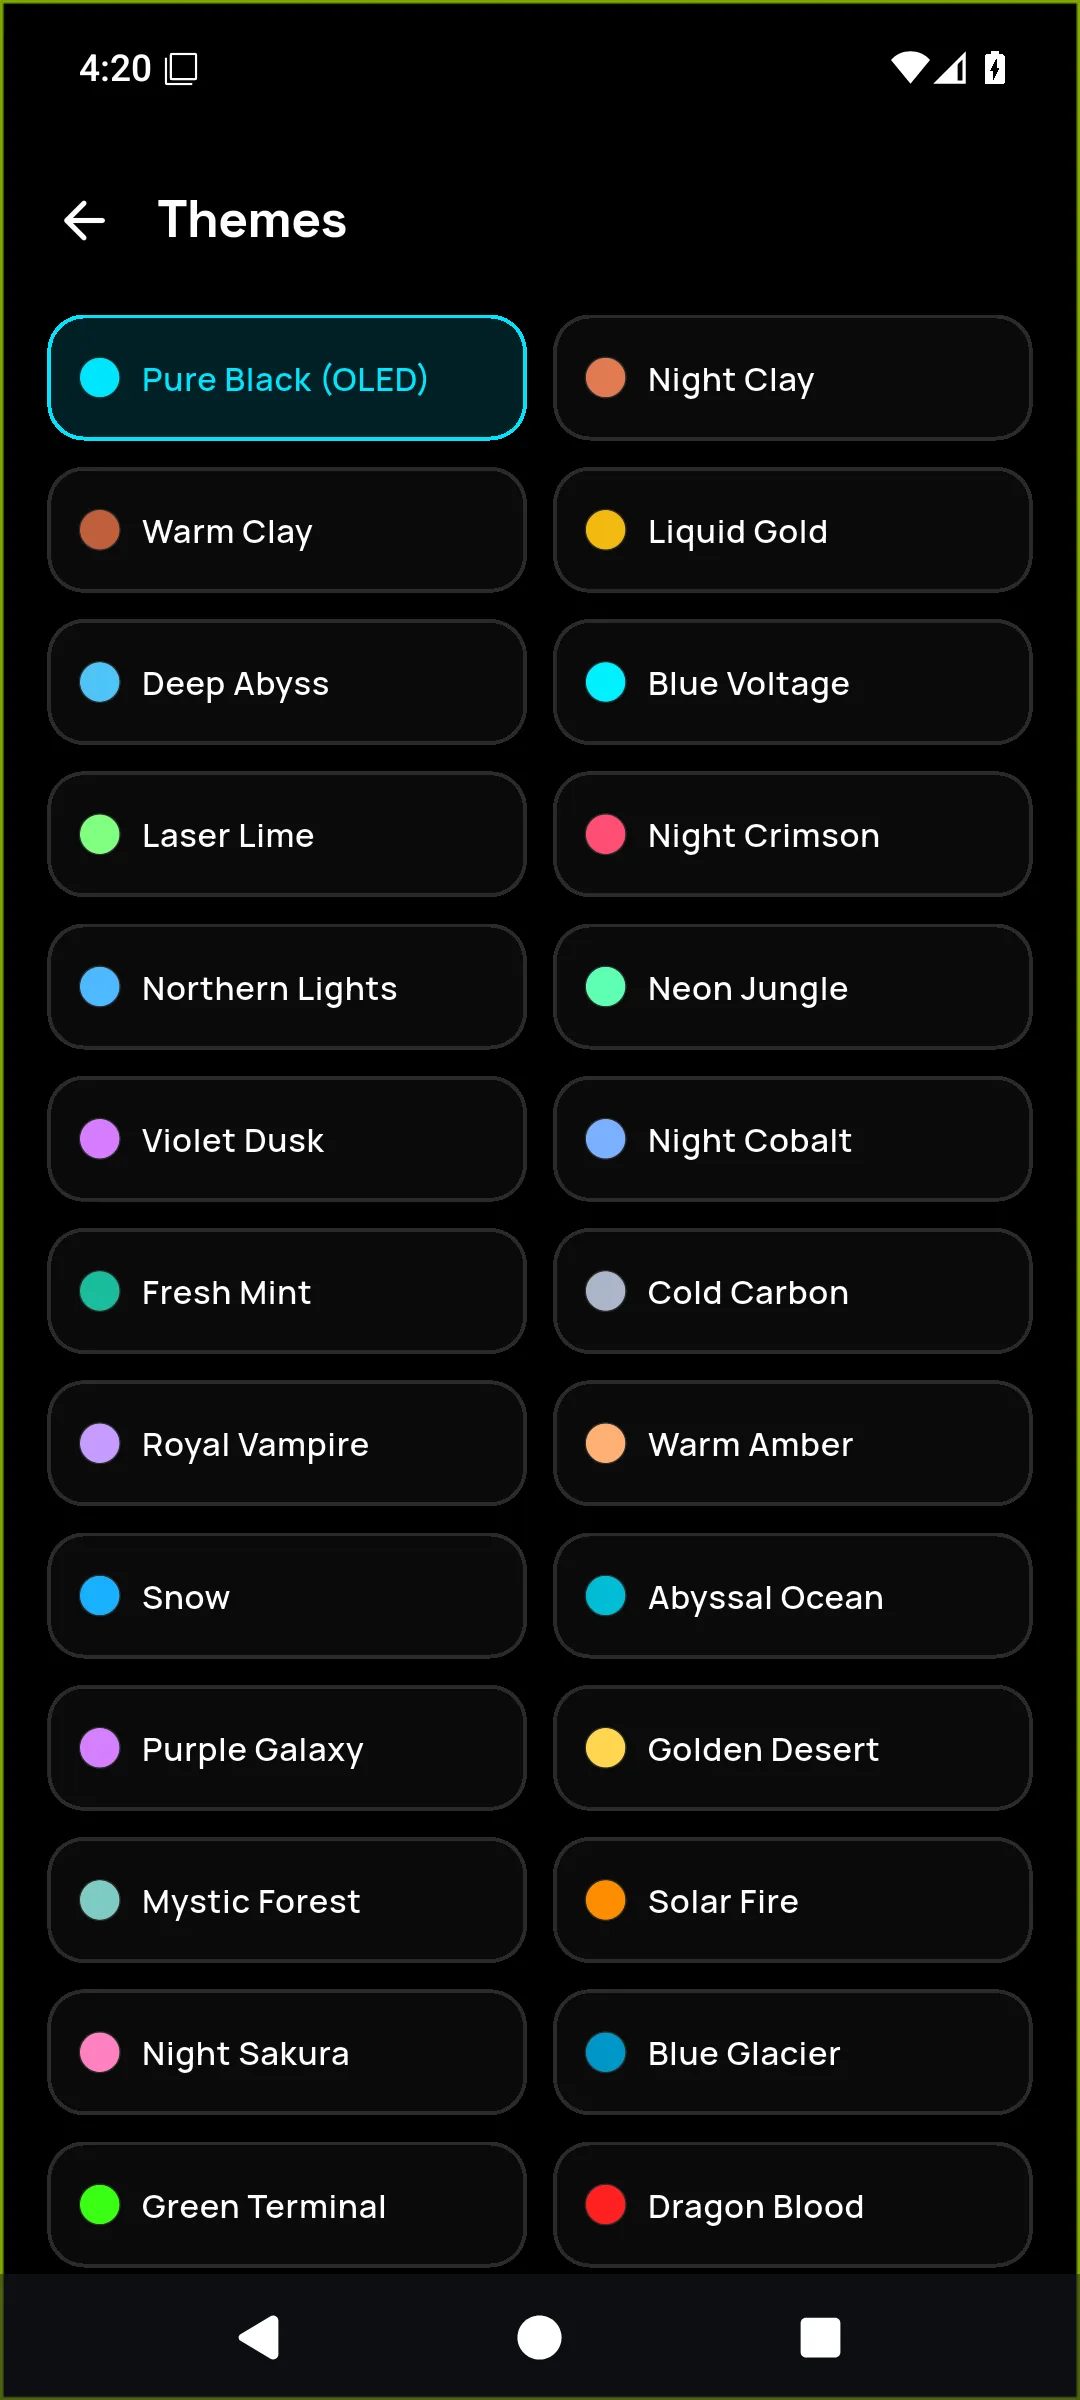 4:20
Themes
Pure Black (OLED)
Night Clay
Warm Clay
Liquid Gold
Deep Abyss
Blue Voltage
Laser Lime
Night Crimson
Northern Lights
Neon Jungle
Violet Dusk
Night Cobalt
Fresh Mint
Cold Carbon
Royal Vampire
Warm Amber
Snow
Abyssal Ocean
Purple Galaxy
Golden Desert
Mystic Forest
Solar Fire
Night Sakura
Blue Glacier
Green Terminal
Dragon Blood